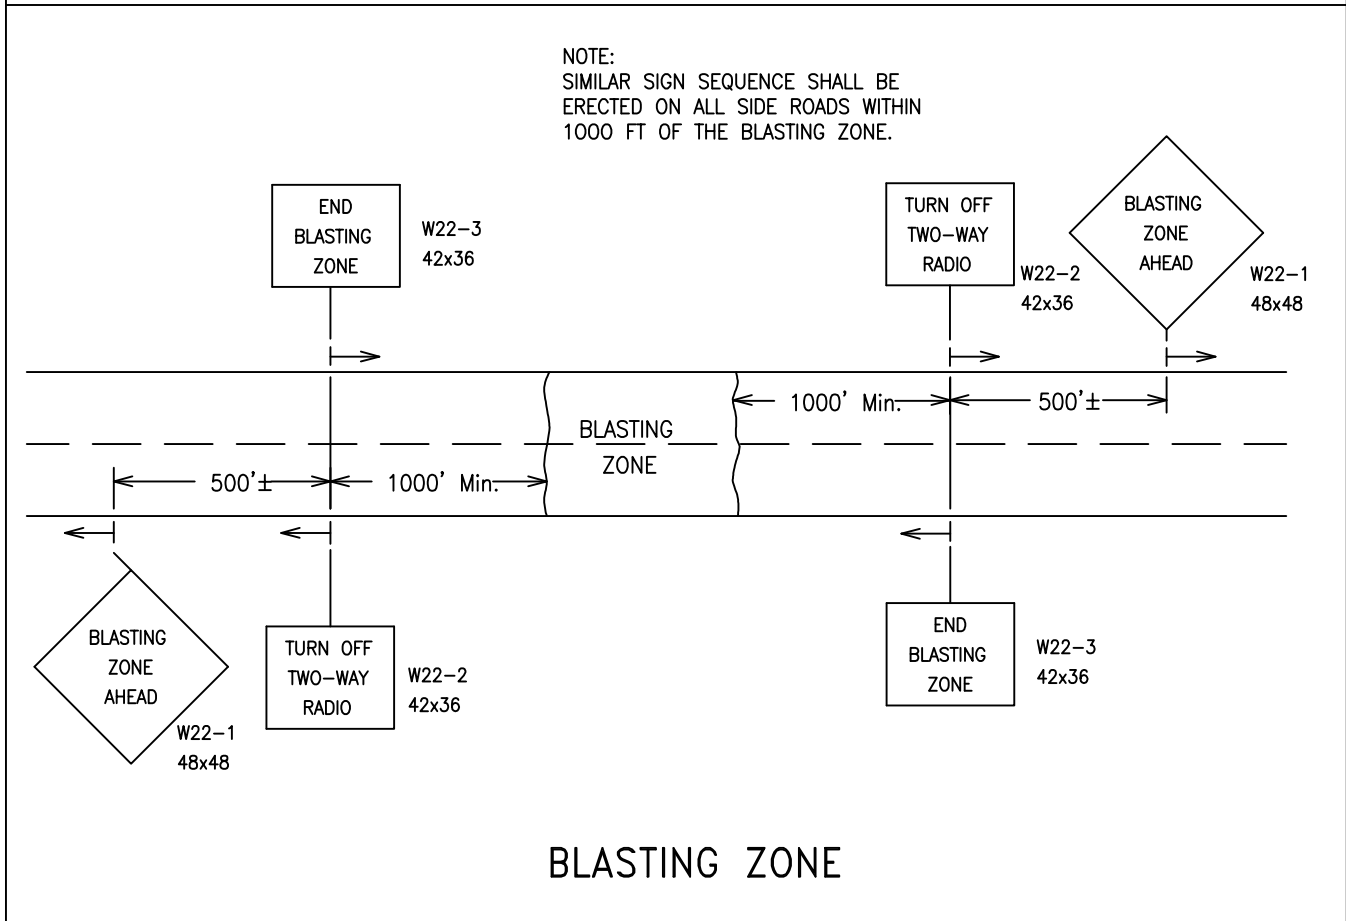 NOTE:
SIMILAR SIGN SEQUENCE SHALL BE
ERECTED ON ALL SIDE ROADS WITHIN
1000 FT OF THE BLASTING ZONE.
END
BLASTING
ZONE
W22-3
42x36
TURN OFF
TWO-WAY
RADIO
W22-2
42x36
BLASTING
ZONE
AHEAD
W22-1
48x48
1000' Min.
500'±
BLASTING
ZONE
500'±
1000' Min.
BLASTING
ZONE
AHEAD
W22-1
48x48
TURN OFF
TWO-WAY
RADIO
W22-2
42x36
END
BLASTING
ZONE
W22-3
42x36
BLASTING ZONE